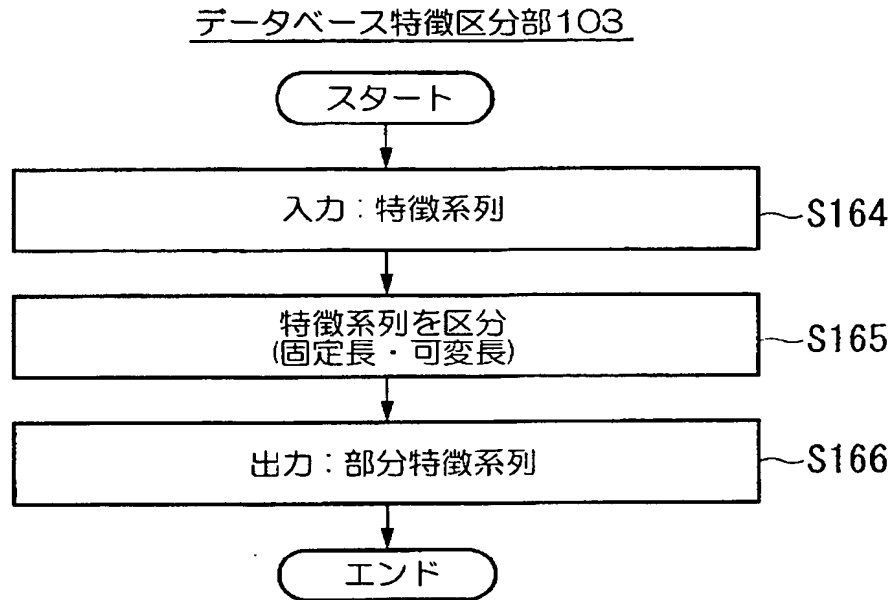 データベース特徴区分部103
スタート
入力：特徴系列
S164
特徴系列を区分
(固定長・可変長)
S165
出力：部分特徴系列
S166
エンド